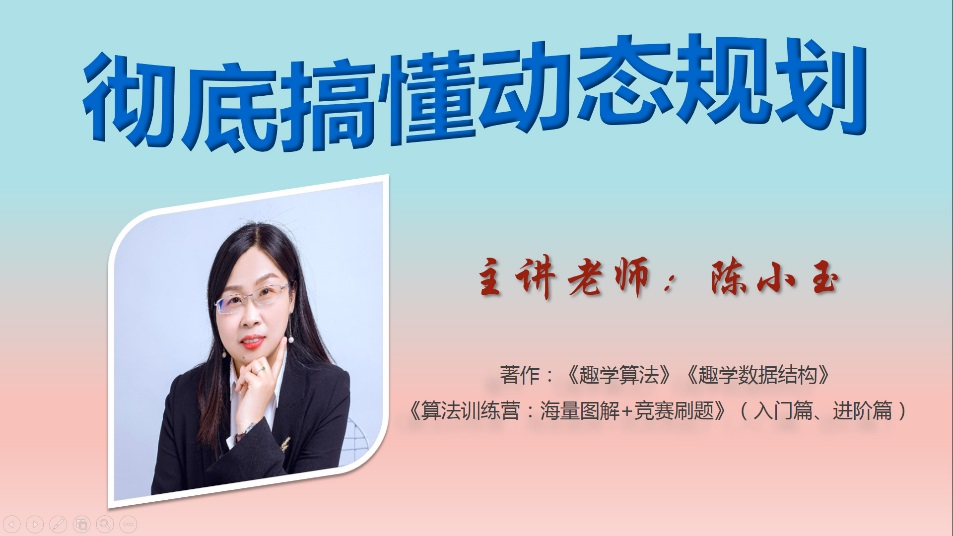 彻底搞懂动态规划
主讲老师：陈小玉
著作：《趣学算法》《趣学数据结构》
《算法训练营：海量图解+竞赛刷题》（入门篇、进阶篇）